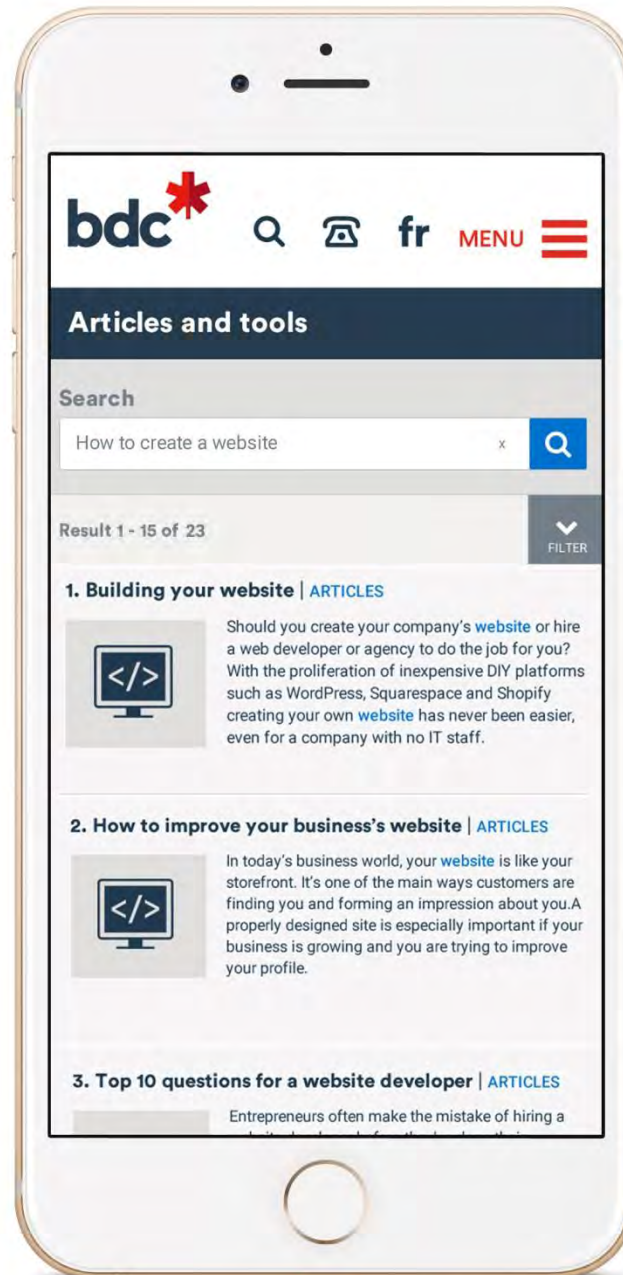 bdc
fr
MENU
Articles and tools
Search
How to create a website x
Result 1 - 15 of 23
FILTER
1. Building your website | ARTICLES
</>
Should you create your company's website or hire
a web developer or agency to do the job for you?
With the proliferation of inexpensive DIY platforms
such as WordPress, Squarespace and Shopify
creating your own website has never been easier,
even for a company with no IT staff.
2. How to improve your business's website | ARTICLES
</>
In today's business world, your website is like your
storefront. It's one of the main ways customers are
finding you and forming an impression about you.A
properly designed site is especially important if your
business is growing and you are trying to improve
your profile.
3. Top 10 questions for a website developer | ARTICLES
Entrepreneurs often make the mistake of hiring a